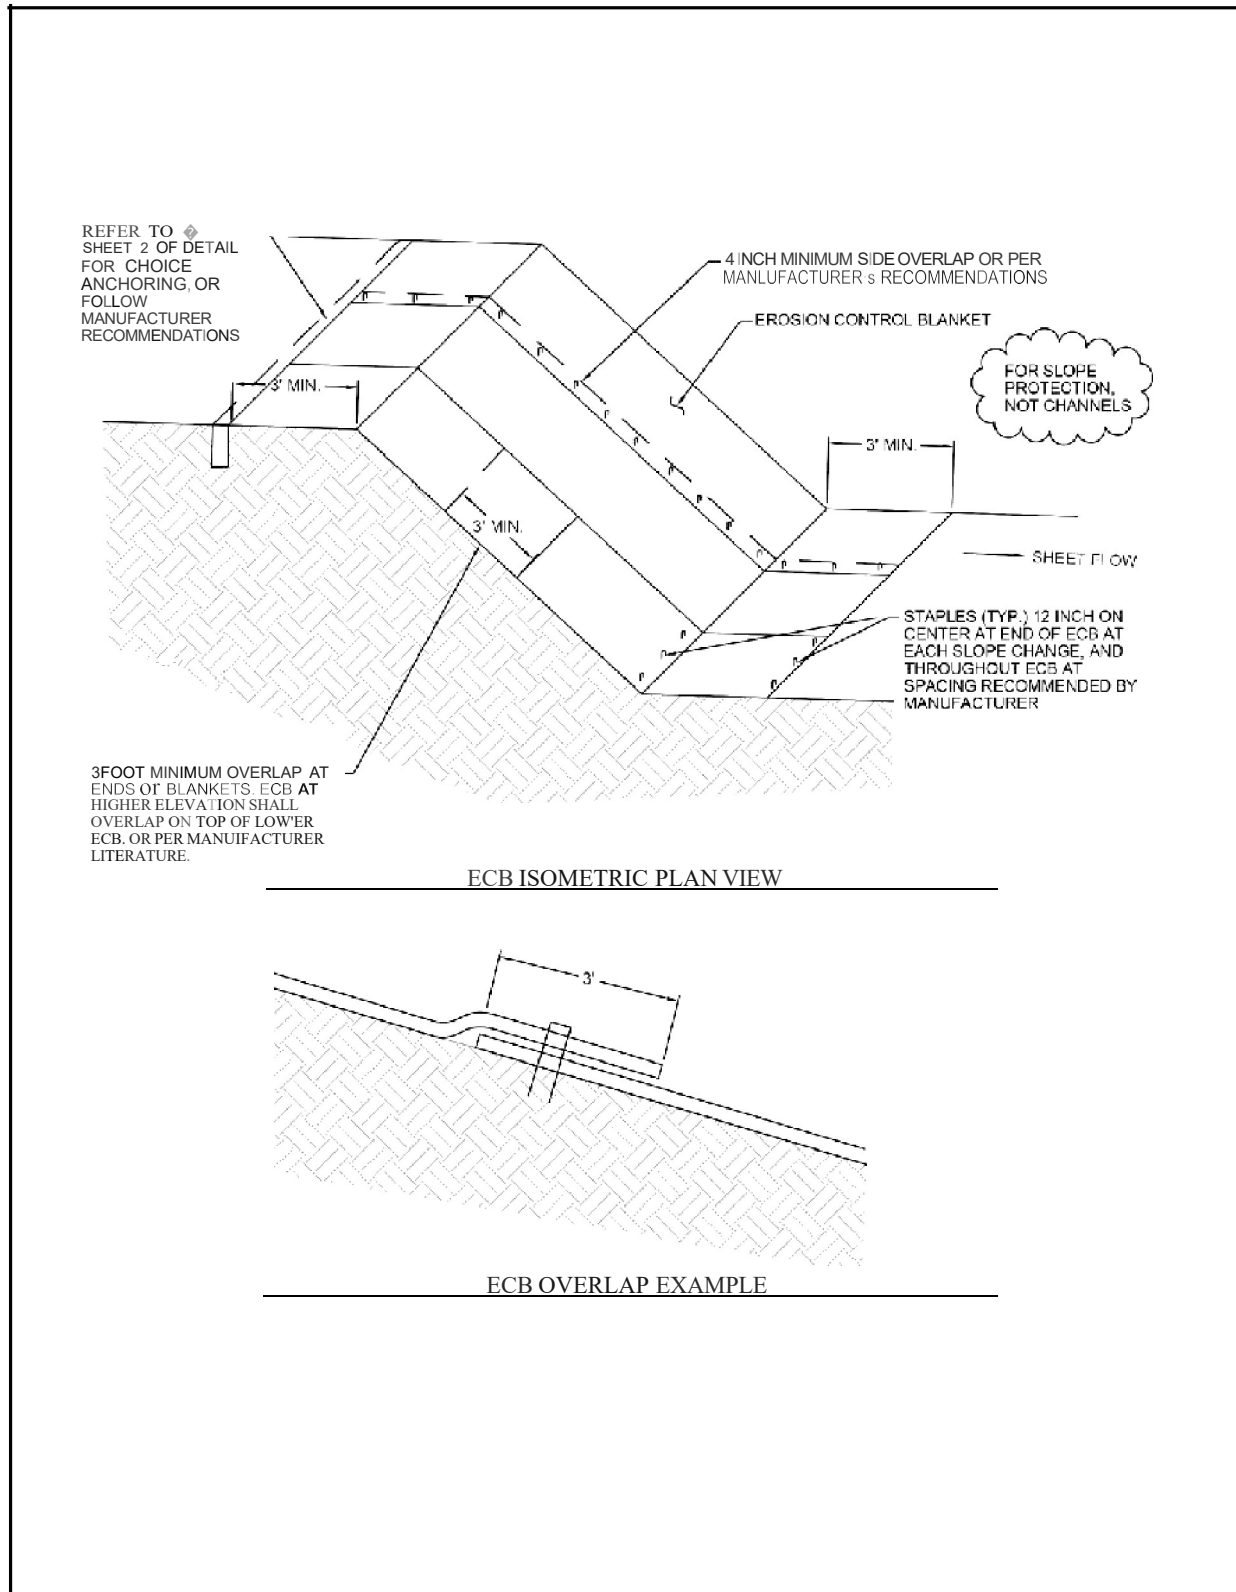 REFER TO �
SHEET 2 OF DETAIL
FOR CHOICE
ANCHORING, OR
FOLLOW
MANUFACTURER
RECOMMENDATIONS
4 INCH MINIMUM SIDE OVERLAP OR PER
MANLUFACTURER s RECOMMENDATIONS
EROSION CONTROL BLANKET
FOR SLOPE
PROTECTION,
NOT CHANNELS
3' MIN.
3' MIN.
3' MIN.
SHEET FLOW
STAPLES (TYP.) 12 INCH ON
CENTER AT END OF ECB AT
EACH SLOPE CHANGE, AND
THROUGHOUT ECB AT
SPACING RECOMMENDED BY
MANUFACTURER
3FOOT MINIMUM OVERLAP AT
ENDS or BLANKETS. ECB AT
HIGHER ELEVATION SHALL
OVERLAP ON TOP OF LOW'ER
ECB. OR PER MANUIFACTURER
LITERATURE.
ECB ISOMETRIC PLAN VIEW
3'
ECB OVERLAP EXAMPLE